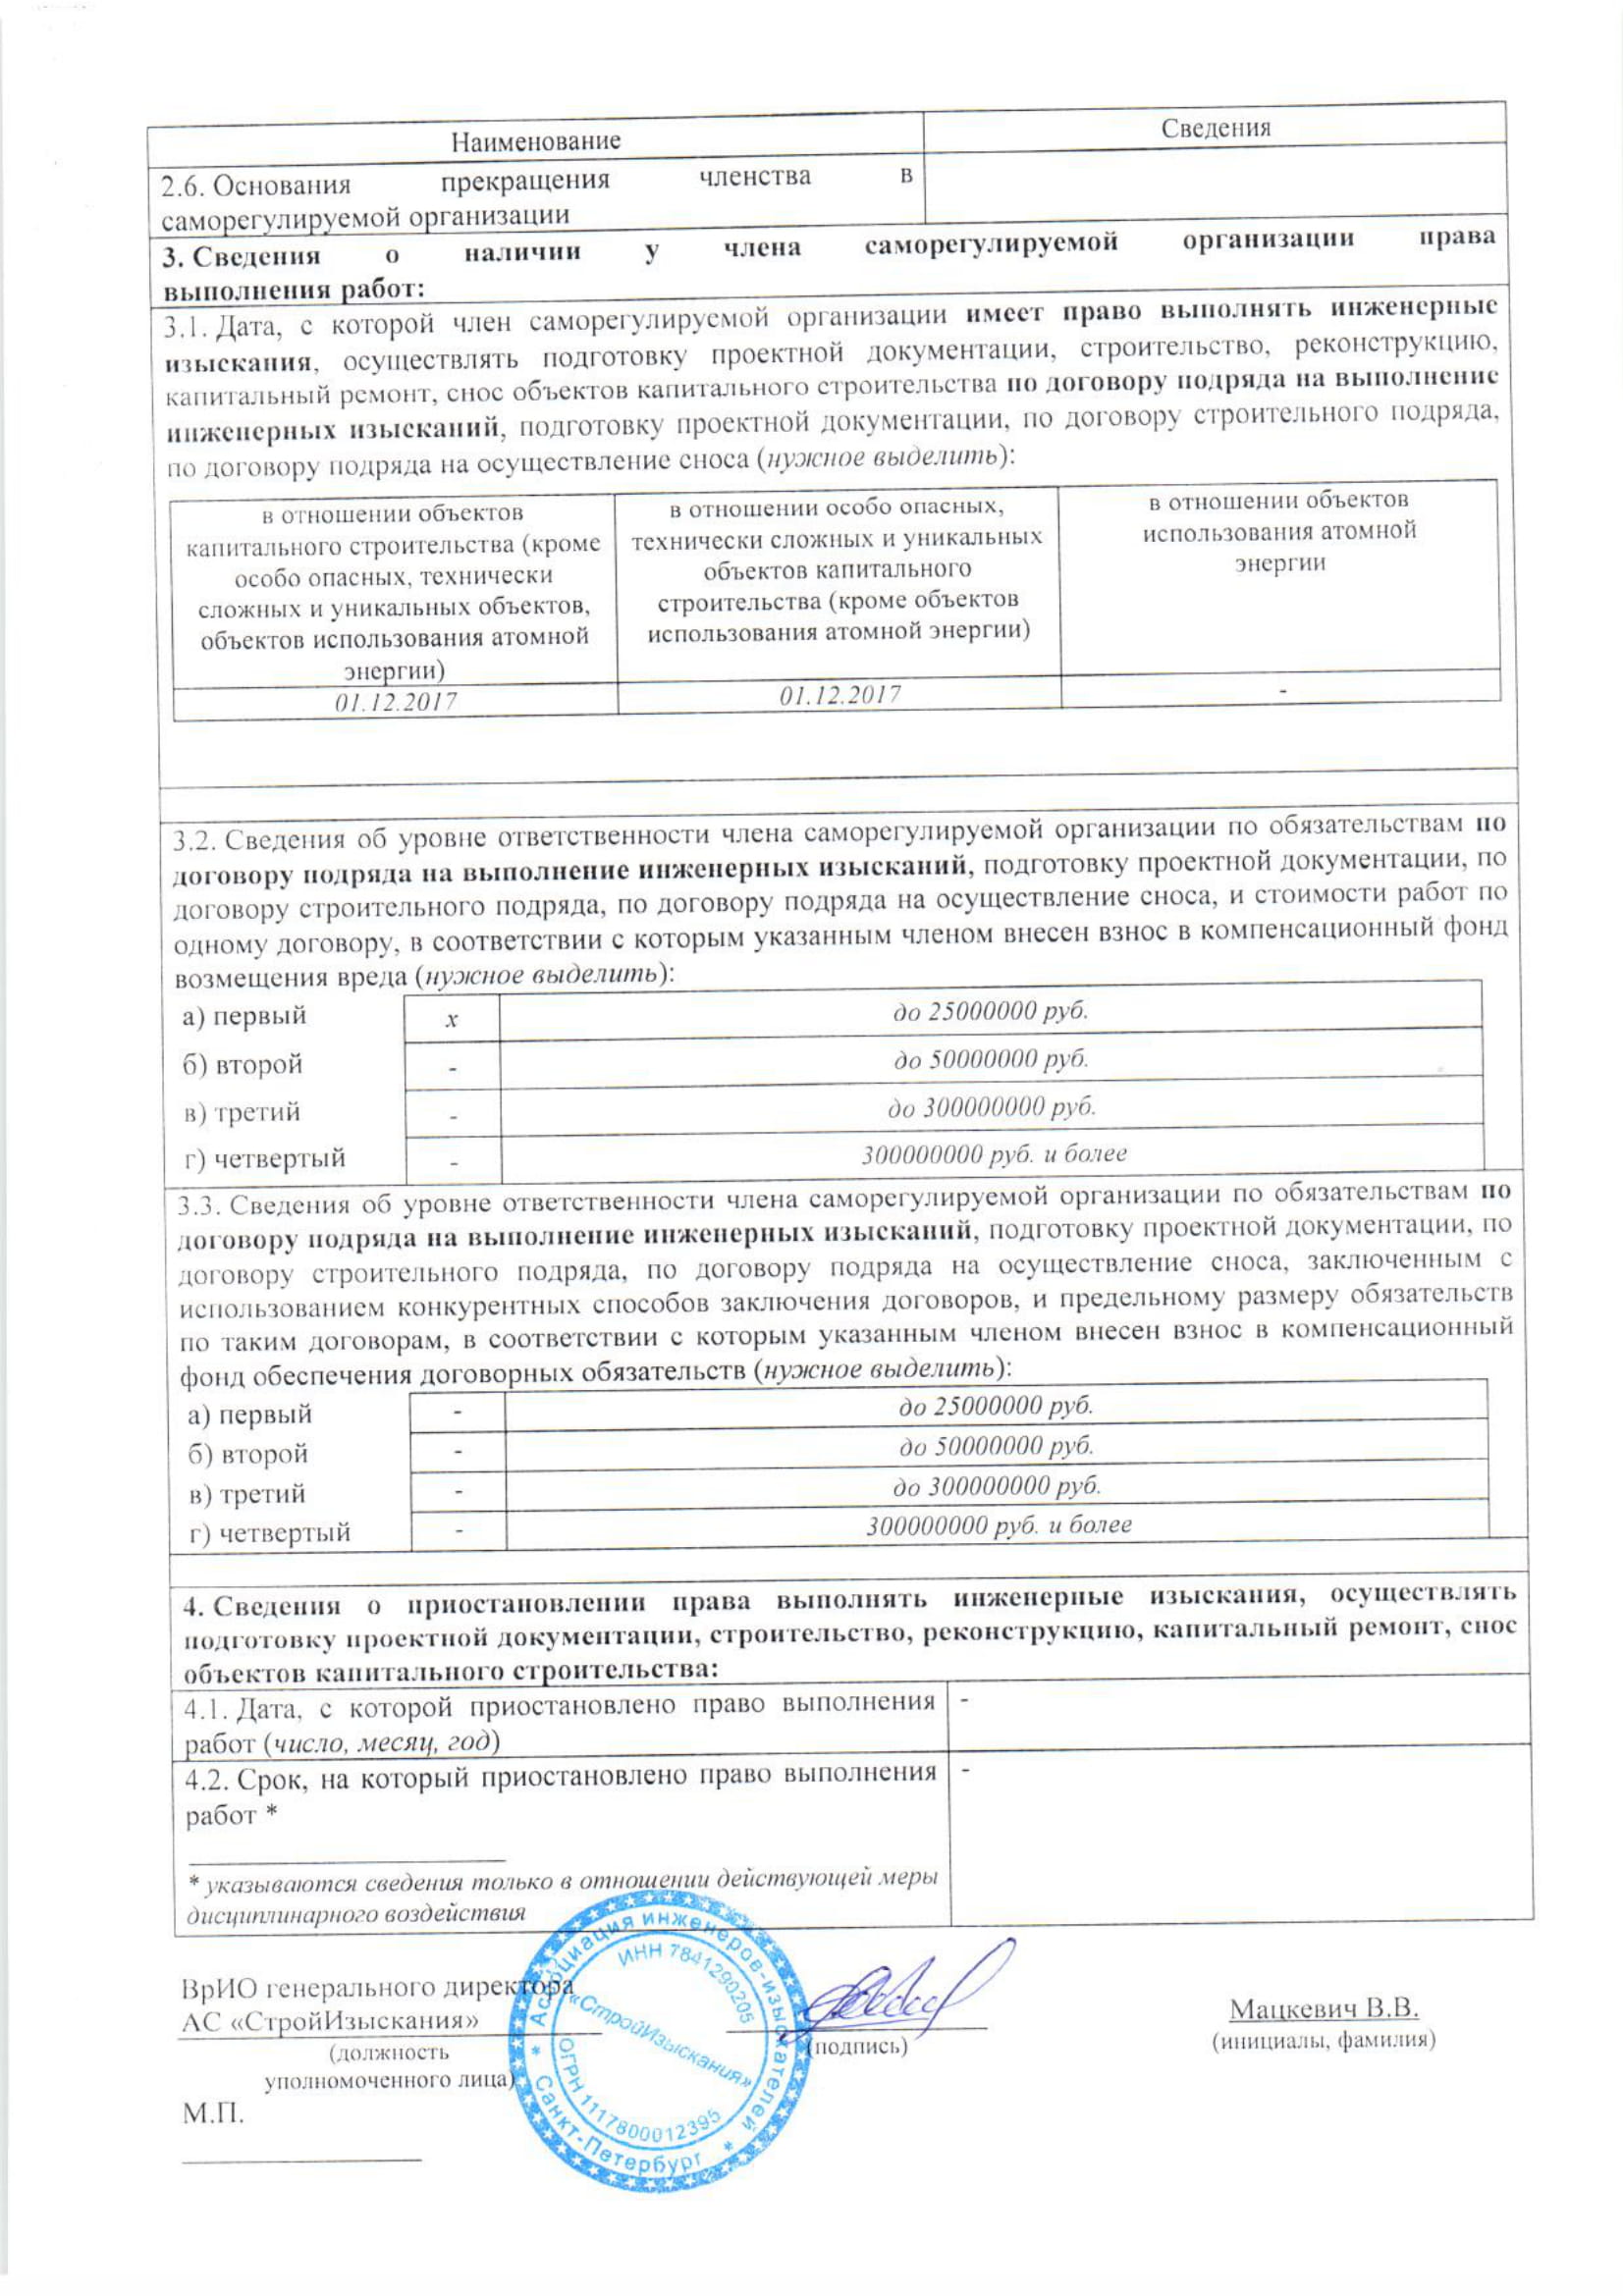 Наименование
Сведения
2.6. Основания прекращения членства в
саморегулируемой организации
3. Сведения о наличии у члена саморегулируемой организации права
выполнения работ:
3.1. Дата, с которой член саморегулируемой организации имеет право выполнять инженерные
изыскания, осуществлять подготовку проектной документации, строительство, реконструкцию,
капитальный ремонт, снос объектов капитального строительства по договору подряда на выполнение
инженерных изысканий, подготовку проектной документации, по договору строительного подряда,
по договору подряда на осуществление сноса (нужное выделить):
в отношении объектов
капитального строительства (кроме
особо опасных, технически
сложных и уникальных объектов,
объектов использования атомной
энергии)
в отношении особо опасных,
технически сложных и уникальных
объектов капитального
строительства (кроме объектов
использования атомной энергии)
в отношении объектов
использования атомной
энергии
01.12.2017
01.12.2017
-
3.2. Сведения об уровне ответственности члена саморегулируемой организации по обязательствам по
договору подряда на выполнение инженерных изысканий, подготовку проектной документации, по
договору строительного подряда, по договору подряда на осуществление сноса, и стоимости работ по
одному договору, в соответствии с которым указанным членом внесен взнос в компенсационный фонд
возмещения вреда (нужное выделить):
а) первый x до 25000000 руб.
б) второй - до 50000000 руб.
в) третий - до 300000000 руб.
г) четвертый - 300000000 руб. и более
3.3. Сведения об уровне ответственности члена саморегулируемой организации по обязательствам по
договору подряда на выполнение инженерных изысканий, подготовку проектной документации, по
договору строительного подряда, по договору подряда на осуществление сноса, заключенным с
использованием конкурентных способов заключения договоров, и предельному размеру обязательств
по таким договорам, в соответствии с которым указанным членом внесен взнос в компенсационный
фонд обеспечения договорных обязательств (нужное выделить):
а) первый - до 25000000 руб.
б) второй - до 50000000 руб.
в) третий - до 300000000 руб.
г) четвертый - 300000000 руб. и более
4. Сведения о приостановлении права выполнять инженерные изыскания, осуществлять
подготовку проектной документации, строительство, реконструкцию, капитальный ремонт, снос
объектов капитального строительства:
4.1. Дата, с которой приостановлено право выполнения -
работ (число, месяц, год)
4.2. Срок, на который приостановлено право выполнения -
работ *
* указываются сведения только в отношении действующей меры
дисциплинарного воздействия
ВрИО генерального директора
АС «СтройИзыскания»
(должность
уполномоченного лица)
М.П.
* Ассоциация инженеров-изыскателей *
Санкт-Петербург
ИНН 7841290205
«СтройИзыскания»
ОГРН 1117800012395
(подпись)
Мацкевич В.В.
(инициалы, фамилия)